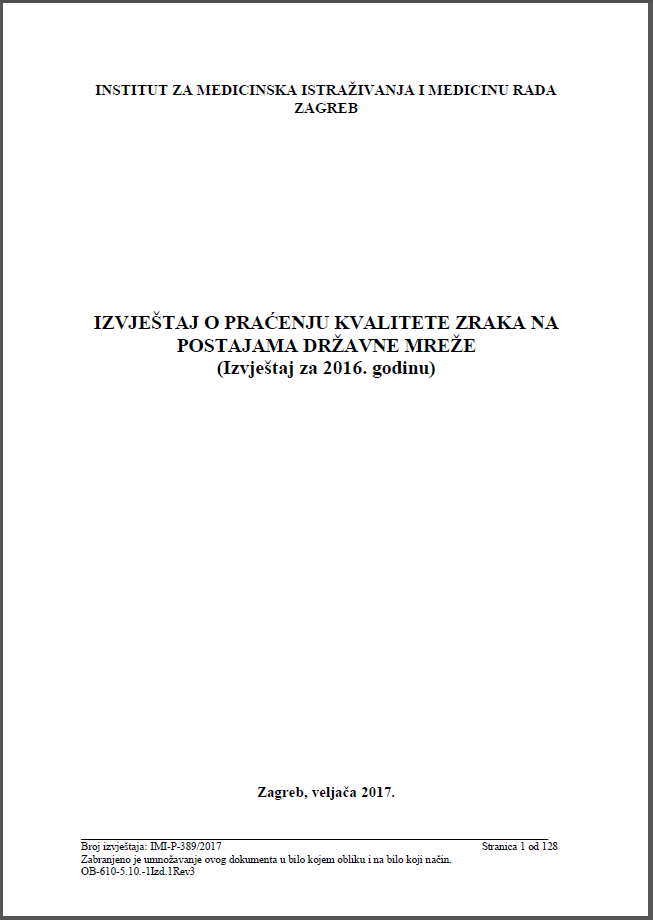 INSTITUT ZA MEDICINSKA ISTRAŽIVANJA I MEDICINU RADA
ZAGREB
IZVJEŠTAJ O PRAĆENJU KVALITETE ZRAKA NA
POSTAJAMA DRŽAVNE MREŽE
(Izvještaj za 2016. godinu)
Zagreb, veljača 2017.
Broj izvještaja: IMI-P-389/2017 Stranica 1 od 128
Zabranjeno je umnožavanje ovog dokumenta u bilo kojem obliku i na bilo koji način.
OB-610-5.10.-1Izd.1Rev3